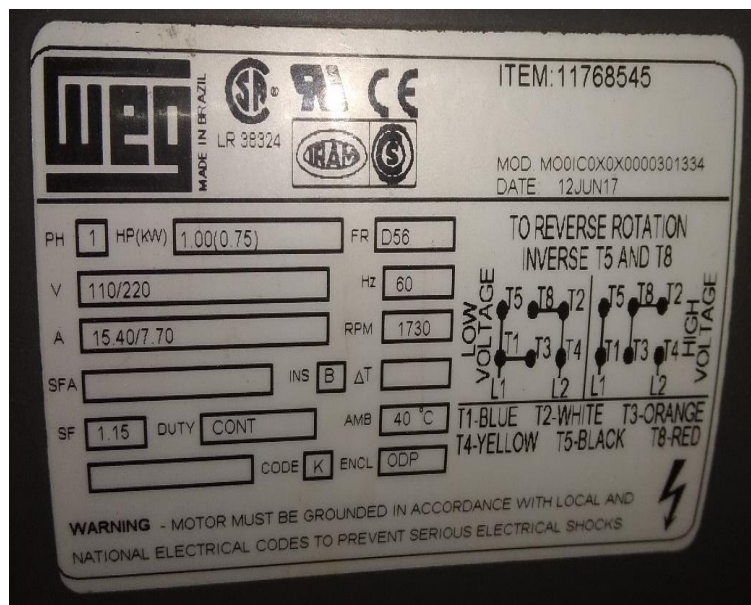 weg
MADE IN BRAZIL
LR 38324
CE
ITEM:11768545
MOD. MO0IC0X0X0000301334
DATE: 12JUN17
PH 1 HP(KW) 1.00(0.75) FR D56
V 110/220 Hz 60
A 15.40/7.70 RPM 1730
SFA INS B ΔT
SF 1.15 DUTY CONT AMB 40 °C
CODE K ENCL ODP
TO REVERSE ROTATION
INVERSE T5 AND T8
LOW VOLTAGE
T5 T8 T2
T1 T3 T4
L1 L2
T5 T8 T2
T1 T3 T4
L1 L2
HIGH VOLTAGE
T1-BLUE T2-WHITE T3-ORANGE
T4-YELLOW T5-BLACK T8-RED
WARNING - MOTOR MUST BE GROUNDED IN ACCORDANCE WITH LOCAL AND
NATIONAL ELECTRICAL CODES TO PREVENT SERIOUS ELECTRICAL SHOCKS